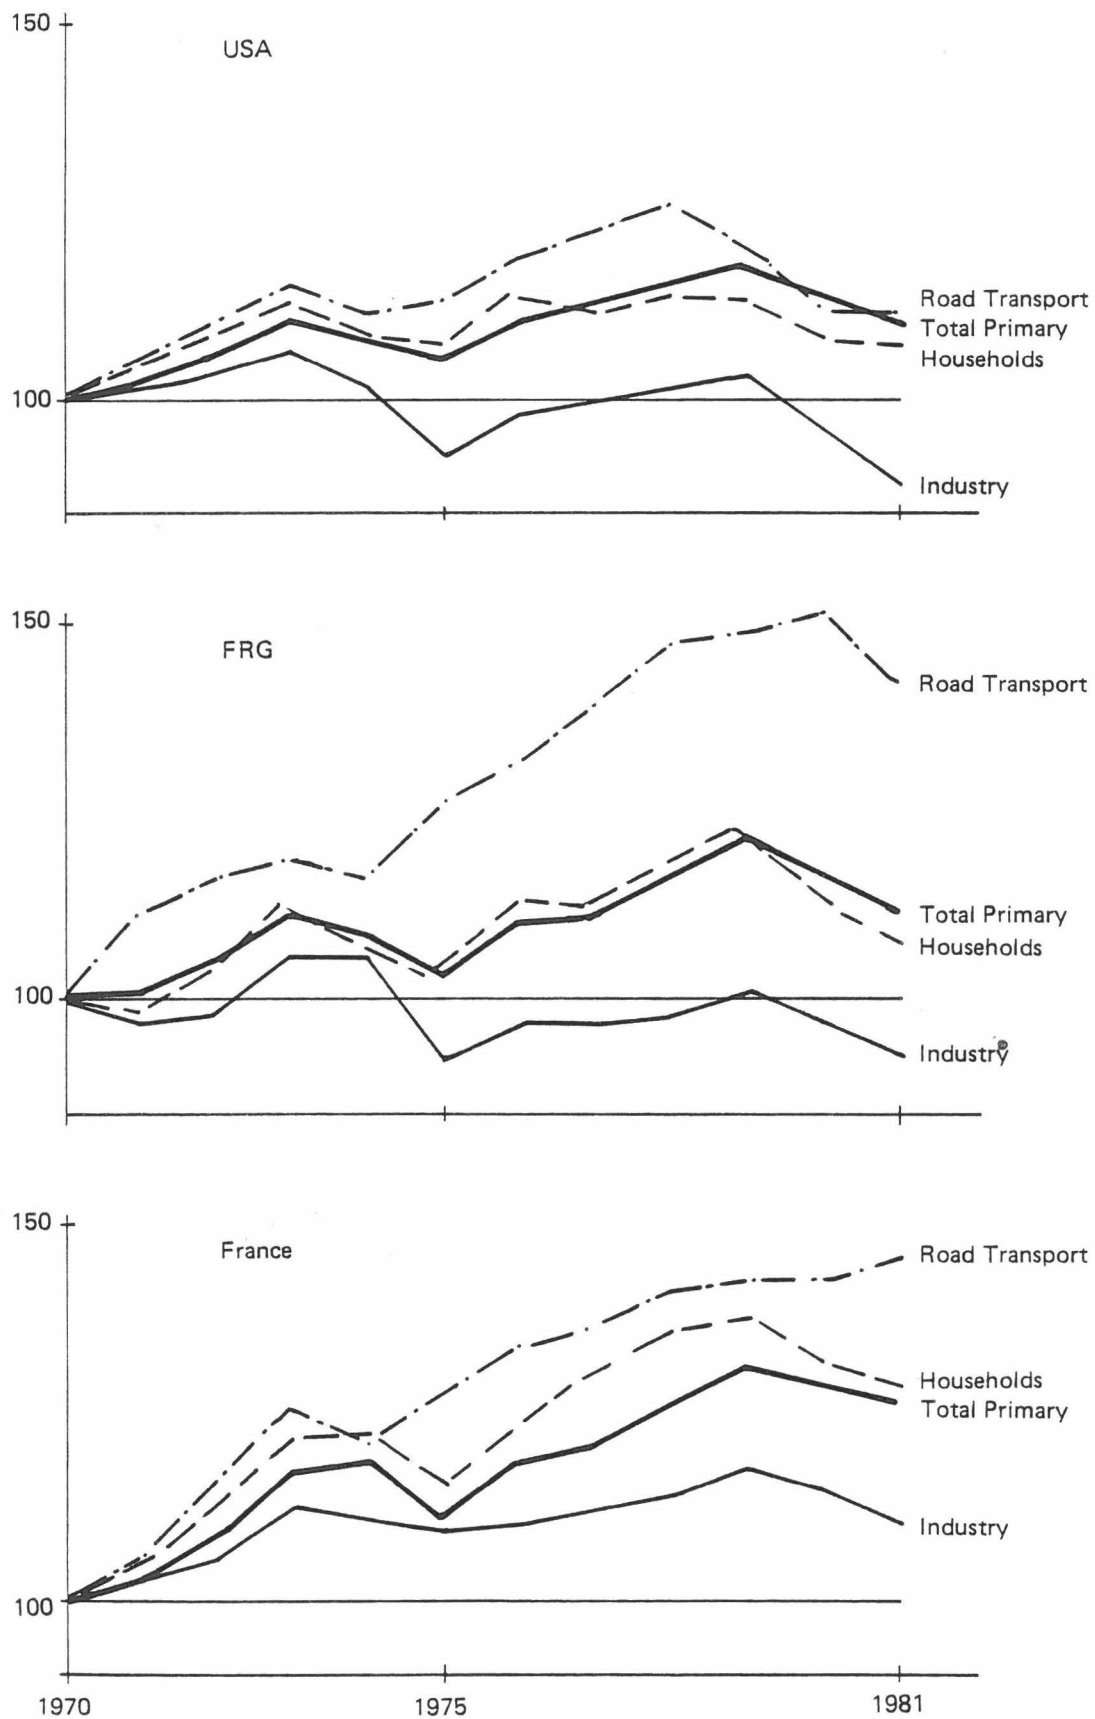 150
USA
Road Transport
Total Primary
Households
100
Industry
150
FRG
Road Transport
Total Primary
Households
100
Industry
150
France
Road Transport
Households
Total Primary
Industry
100
1970 1975 1981